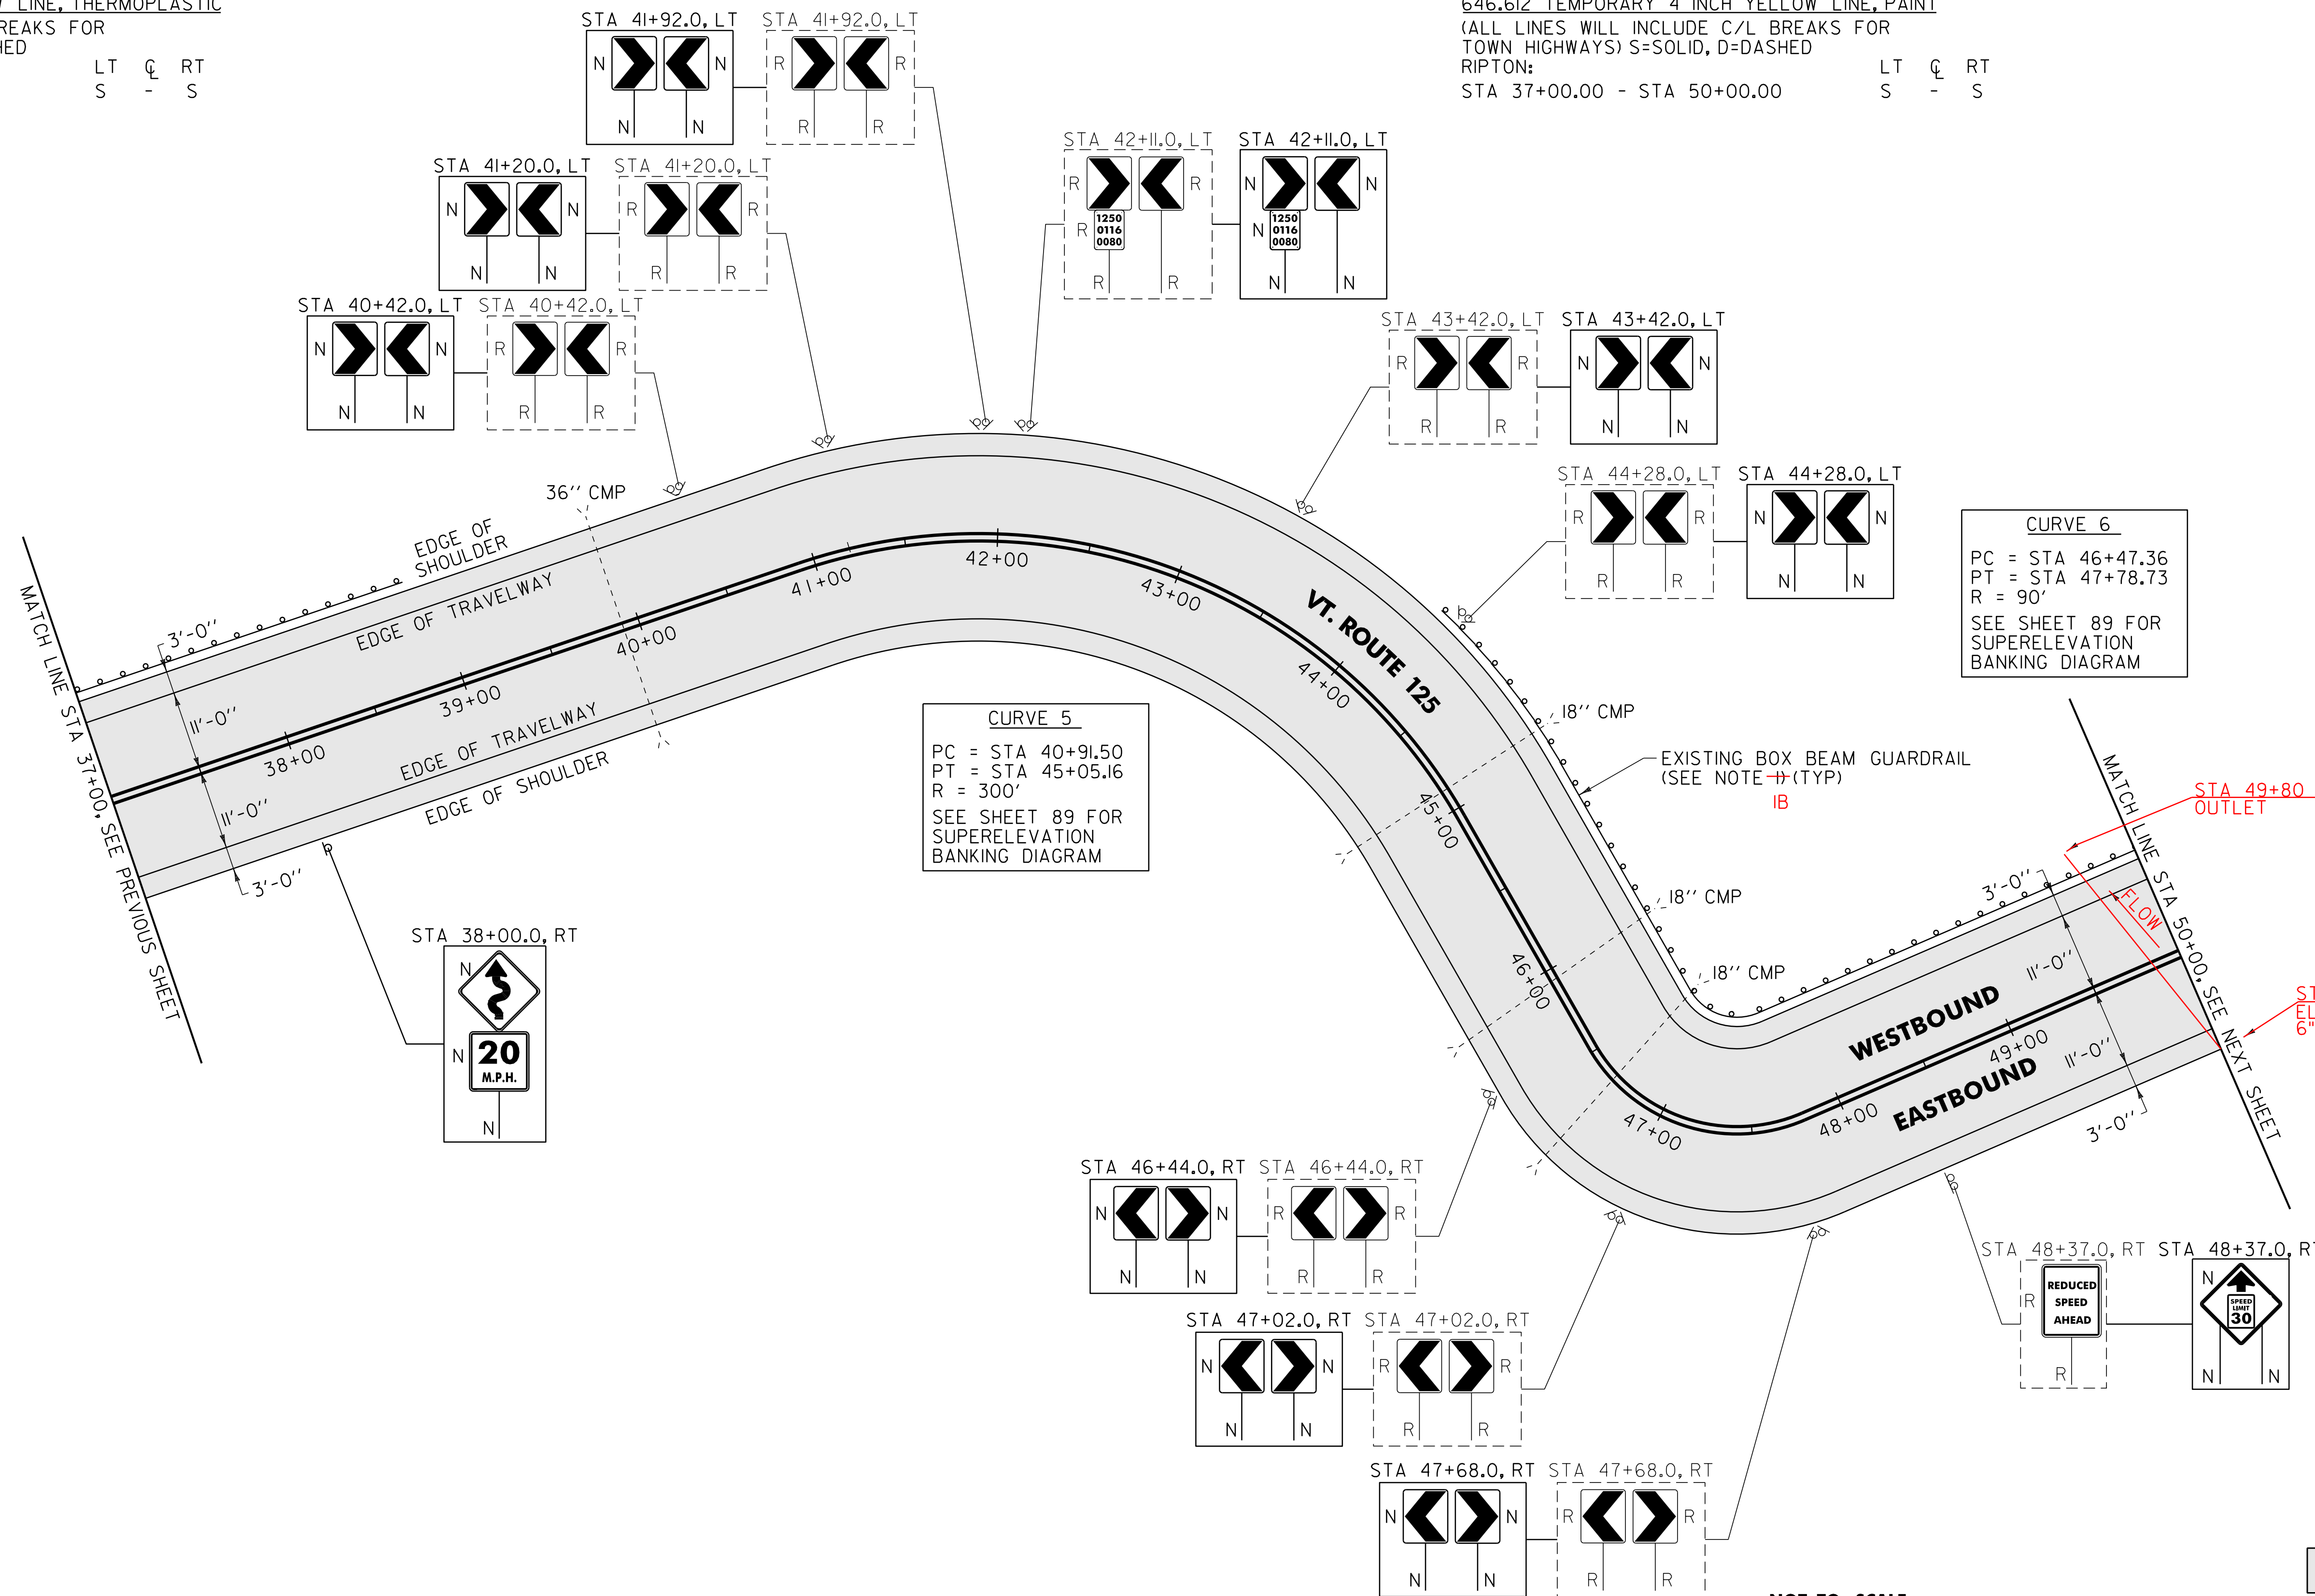 LINE, THERMOPLASTIC
REAKS FOR
HED
LT ℄ RT
S - S
646.612 TEMPORARY 4 INCH YELLOW LINE, PAINT
(ALL LINES WILL INCLUDE C/L BREAKS FOR
TOWN HIGHWAYS) S=SOLID, D=DASHED
RIPTON:
LT ℄ RT
STA 37+00.00 - STA 50+00.00
S - S
STA 41+92.0, LT STA 41+92.0, LT
N N R R
N N R R
STA 41+20.0, LT STA 41+20.0, LT
N N R R
N N R R
STA 40+42.0, LT STA 40+42.0, LT
N N R R
N N R R
STA 42+11.0, LT STA 42+11.0, LT
R R N N
R 1250 N 1250
0116 0116
0080 0080
R R N N
STA 43+42.0, LT STA 43+42.0, LT
R R N N
R R N N
STA 44+28.0, LT STA 44+28.0, LT
R R N N
R R N N
CURVE 6
PC = STA 46+47.36
PT = STA 47+78.73
R = 90'
SEE SHEET 89 FOR
SUPERELEVATION
BANKING DIAGRAM
36'' CMP
EDGE OF
SHOULDER
EDGE OF TRAVELWAY
MATCH LINE STA 37+00, SEE PREVIOUS SHEET
3'-0''
11'-0''
11'-0''
3'-0''
38+00
39+00
40+00
41+00
42+00
43+00
44+00
45+00
46+00
47+00
48+00
49+00
VT. ROUTE 125
EDGE OF TRAVELWAY
EDGE OF SHOULDER
CURVE 5
PC = STA 40+91.50
PT = STA 45+05.16
R = 300'
SEE SHEET 89 FOR
SUPERELEVATION
BANKING DIAGRAM
18'' CMP
EXISTING BOX BEAM GUARDRAIL
(SEE NOTE 1) (TYP)
1B
18'' CMP
18'' CMP
STA 49+80
OUTLET
FLOW
MATCH LINE STA 50+00, SEE NEXT SHEET
3'-0''
11'-0''
11'-0''
3'-0''
WESTBOUND
EASTBOUND
ST
EL
6"
STA 38+00.0, RT
N
N 20
M.P.H.
N
STA 46+44.0, RT STA 46+44.0, RT
N N R R
N N R R
STA 47+02.0, RT STA 47+02.0, RT
N N R R
N N R R
STA 47+68.0, RT STA 47+68.0, RT
N N R R
N N R R
STA 48+37.0, RT STA 48+37.0, RT
R REDUCED
SPEED
AHEAD
R
N
SPEED
LIMIT
30
N N
NOT TO SCALE